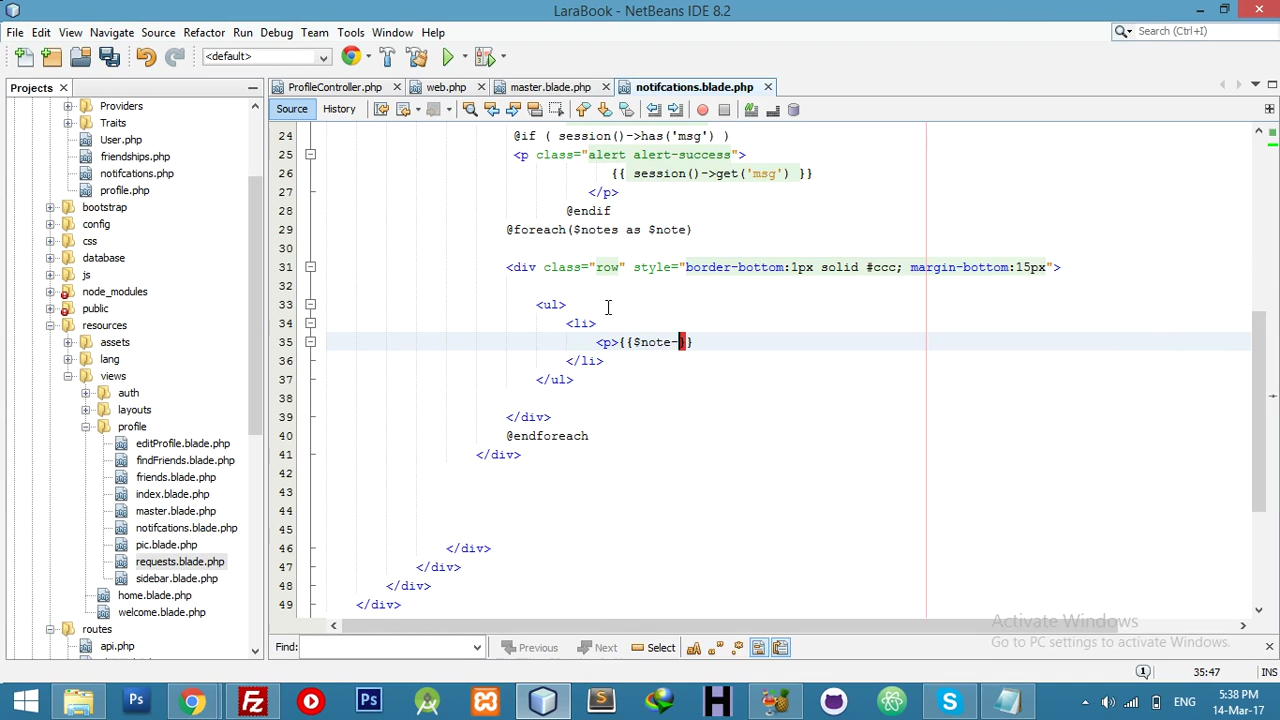 LaraBook - NetBeans IDE 8.2
File Edit View Navigate Source Refactor Run Debug Team Tools Window Help
Search (Ctrl+I)
<default>
Projects
ProfileController.php web.php master.blade.php notifcations.blade.php
Source History
Providers
Traits
User.php
friendships.php
notifcations.php
profile.php
bootstrap
config
css
database
js
node_modules
public
resources
assets
lang
views
auth
layouts
profile
editProfile.blade.php
findFriends.blade.php
friends.blade.php
index.blade.php
master.blade.php
notifcations.blade.php
pic.blade.php
requests.blade.php
sidebar.blade.php
home.blade.php
welcome.blade.php
routes
api.php
24 @if ( session()->has('msg') )
25 <p class="alert alert-success">
26 {{ session()->get('msg') }}
27 </p>
28 @endif
29 @foreach($notes as $note)
30
31 <div class="row" style="border-bottom:1px solid #ccc; margin-bottom:15px">
32
33 <ul>
34 <li>
35 <p>{{$note-}}
36 </li>
37 </ul>
38
39 </div>
40 @endforeach
41 </div>
42
43
44
45
46 </div>
47 </div>
48 </div>
49 </div>
Activate Windows
Go to PC settings to activate Windows.
Find: Previous Next Select
35:47 INS
ENG
5:38 PM
14-Mar-17